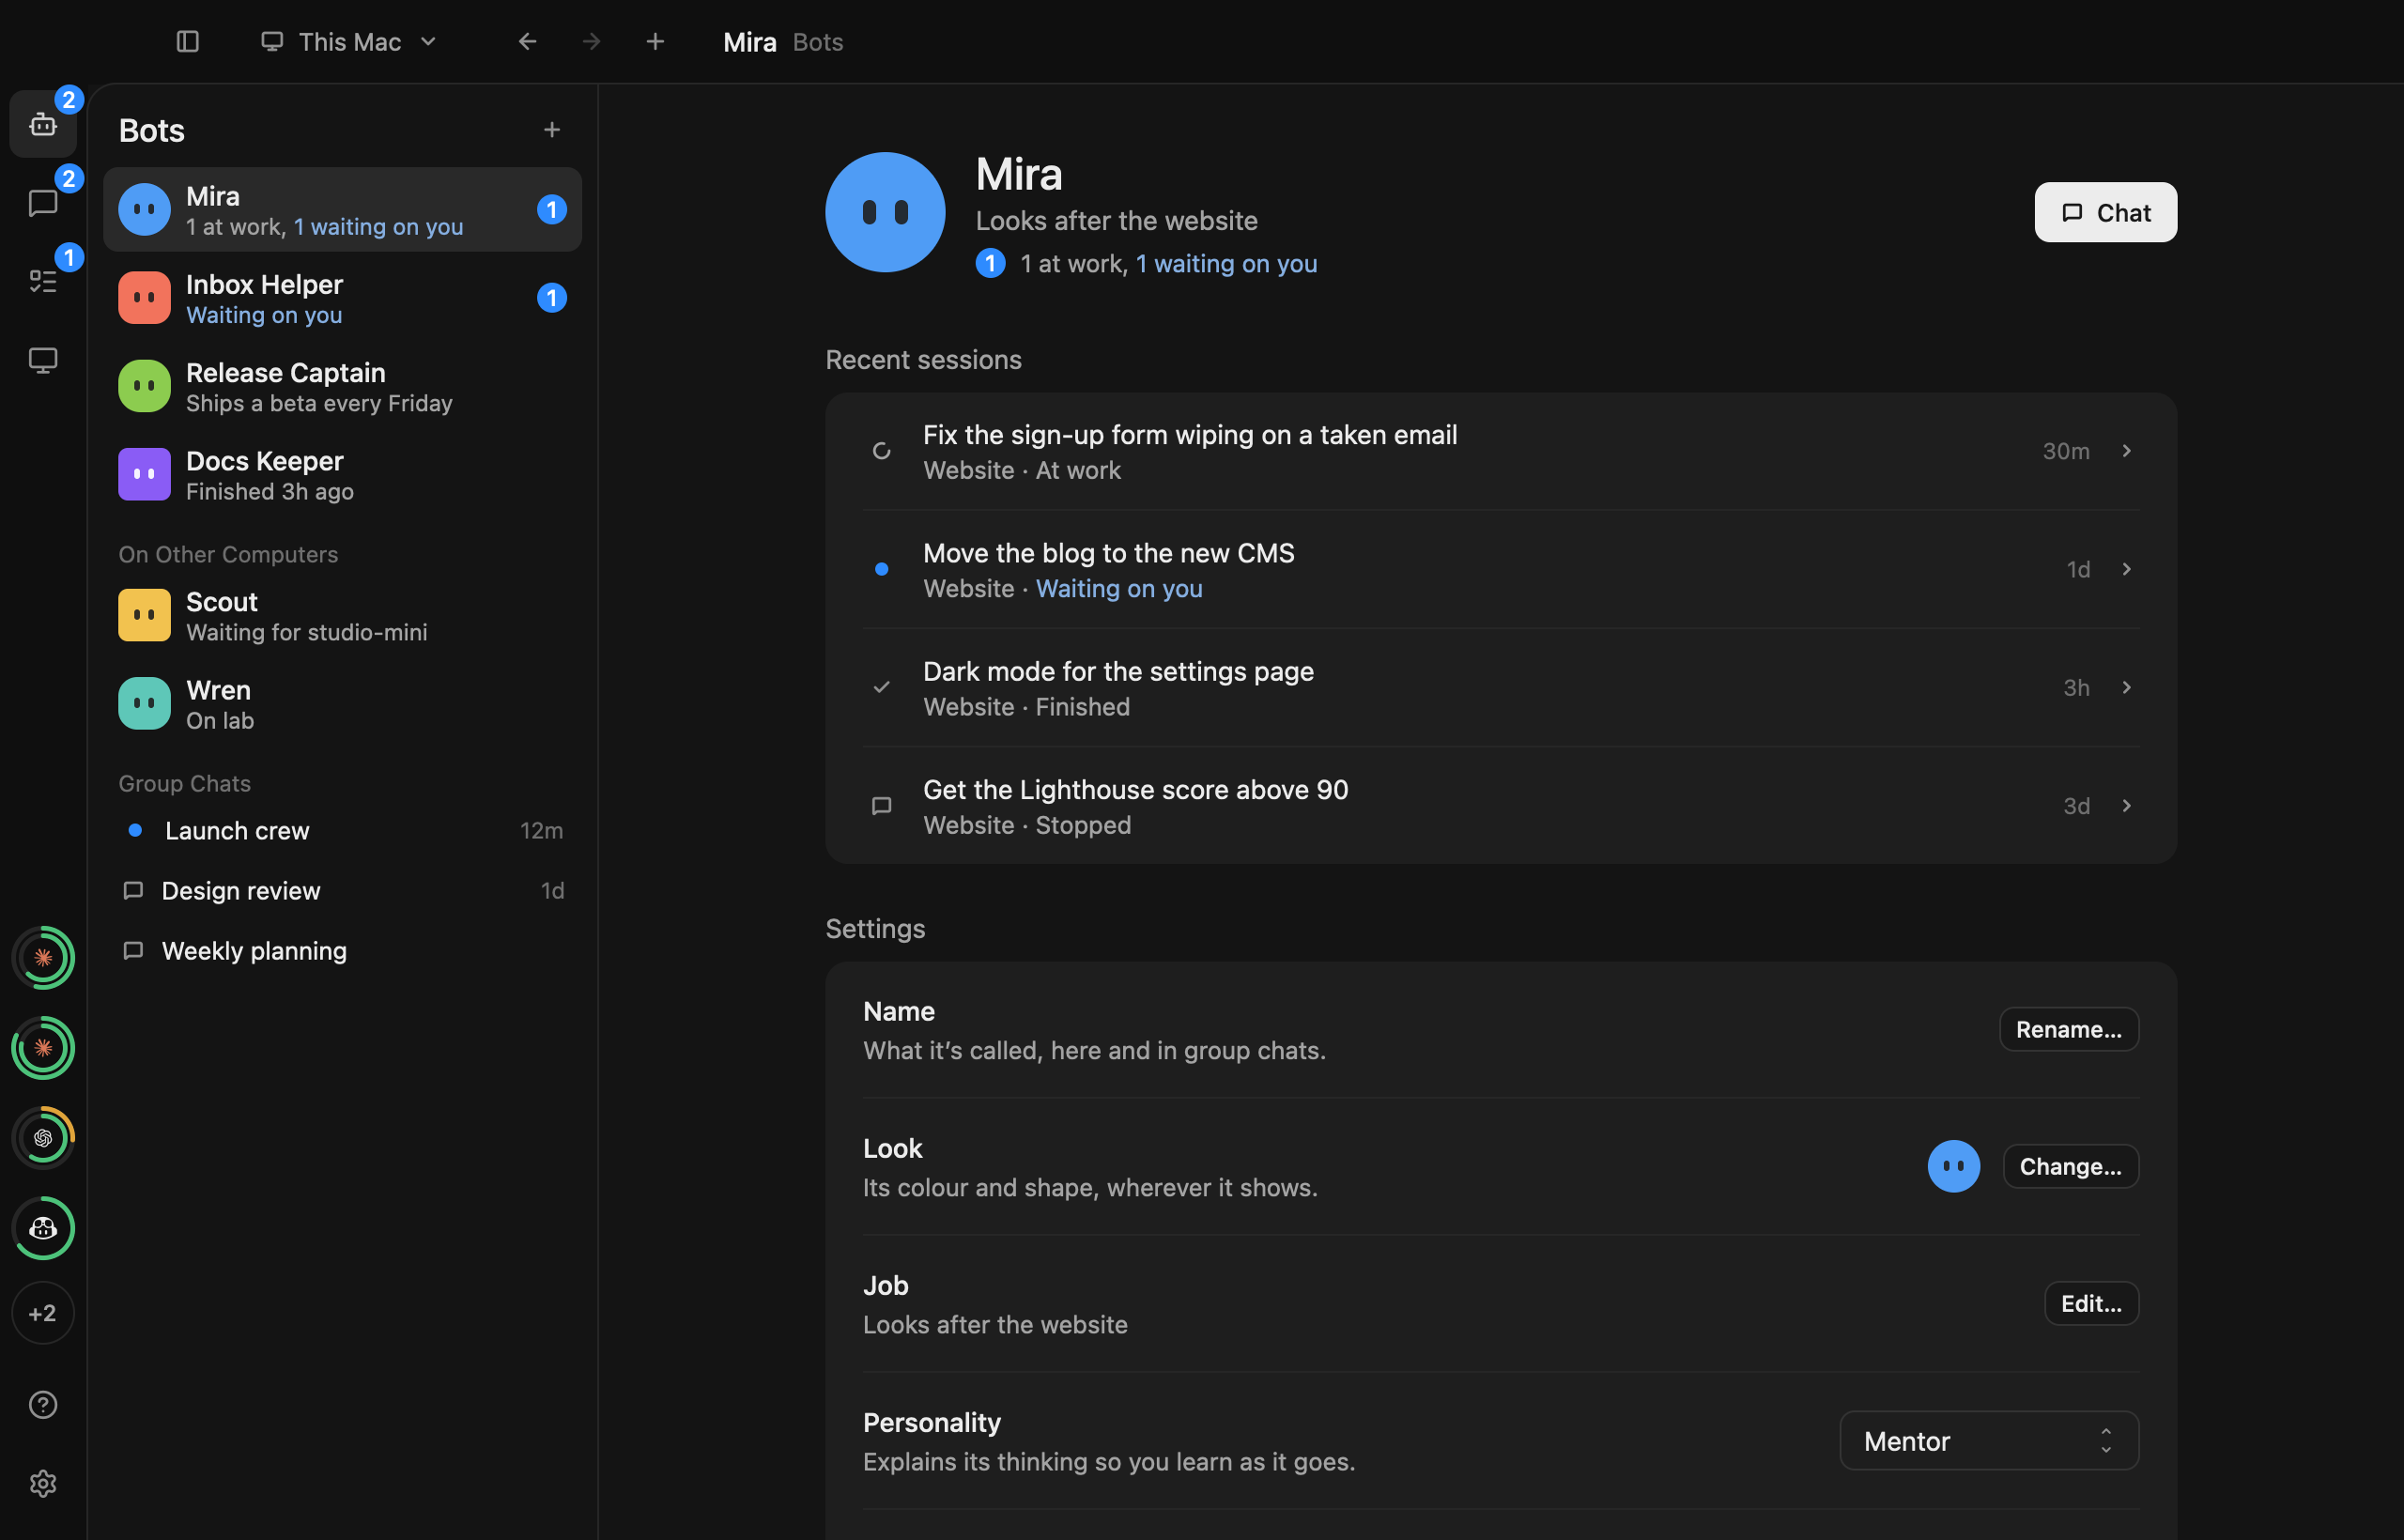 This Mac
Mira Bots
2
2
1
Bots
Mira
1 at work, 1 waiting on you
1
Inbox Helper
Waiting on you
1
Release Captain
Ships a beta every Friday
Docs Keeper
Finished 3h ago
On Other Computers
Scout
Waiting for studio-mini
Wren
On lab
Group Chats
Launch crew 12m
Design review 1d
Weekly planning
+2
Mira
Looks after the website
1 1 at work, 1 waiting on you
Chat
Recent sessions
Fix the sign-up form wiping on a taken email
Website · At work
30m
Move the blog to the new CMS
Website · Waiting on you
1d
Dark mode for the settings page
Website · Finished
3h
Get the Lighthouse score above 90
Website · Stopped
3d
Settings
Name
What it’s called, here and in group chats.
Rename...
Look
Its colour and shape, wherever it shows.
Change...
Job
Looks after the website
Edit...
Personality
Explains its thinking so you learn as it goes.
Mentor